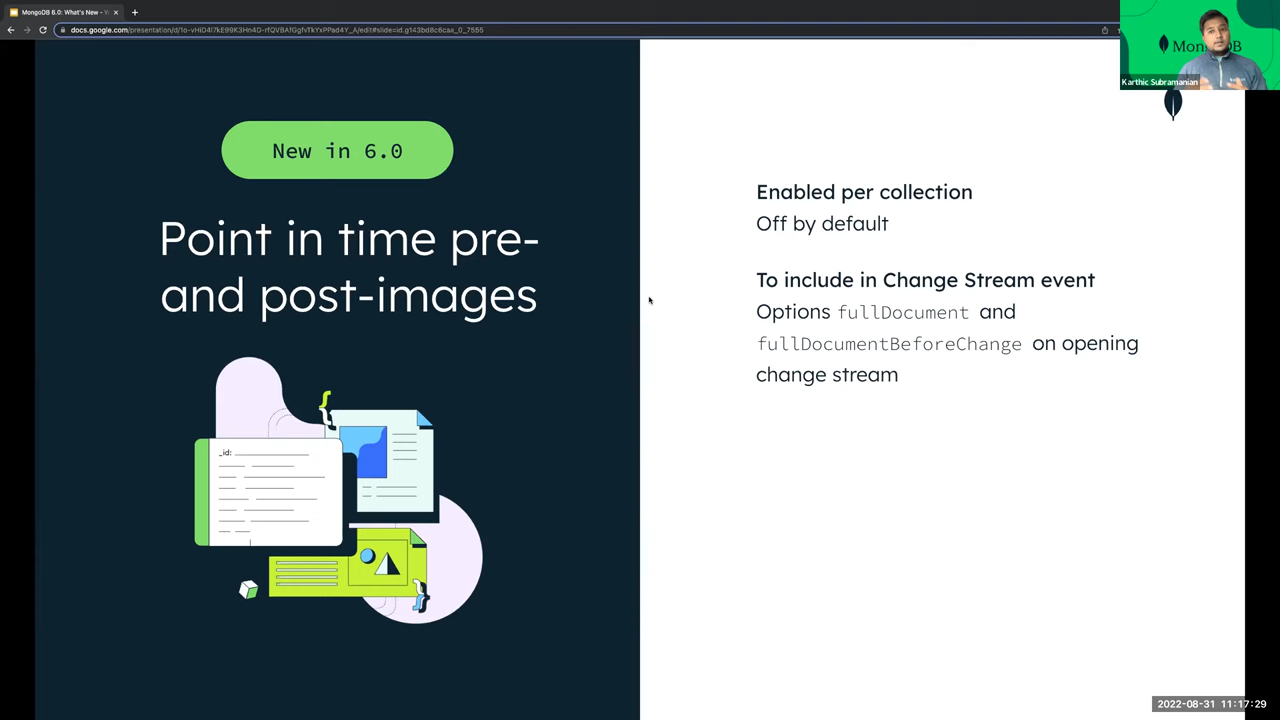 MongoDB 6.0: What's New - V
docs.google.com/presentation/d/1o-vHiD4l7kE99K3Hn4D-rfQVBAfGgfvTkYxPPad4Y_A/edit#slide=id.g143bd8c6caa_0_7555
MongoDB
Karthic Subramanian
New in 6.0
Point in time pre-
and post-images
_id:
Enabled per collection
Off by default
To include in Change Stream event
Options fullDocument and
fullDocumentBeforeChange on opening
change stream
2022-08-31 11:17:29